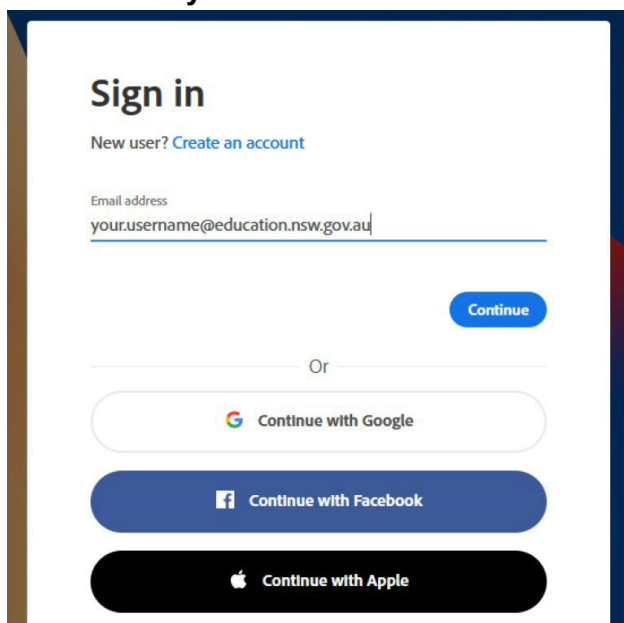 Sign in
New user? Create an account
Email address
your.username@education.nsw.gov.au
Continue
Or
Continue with Google
Continue with Facebook
Continue with Apple